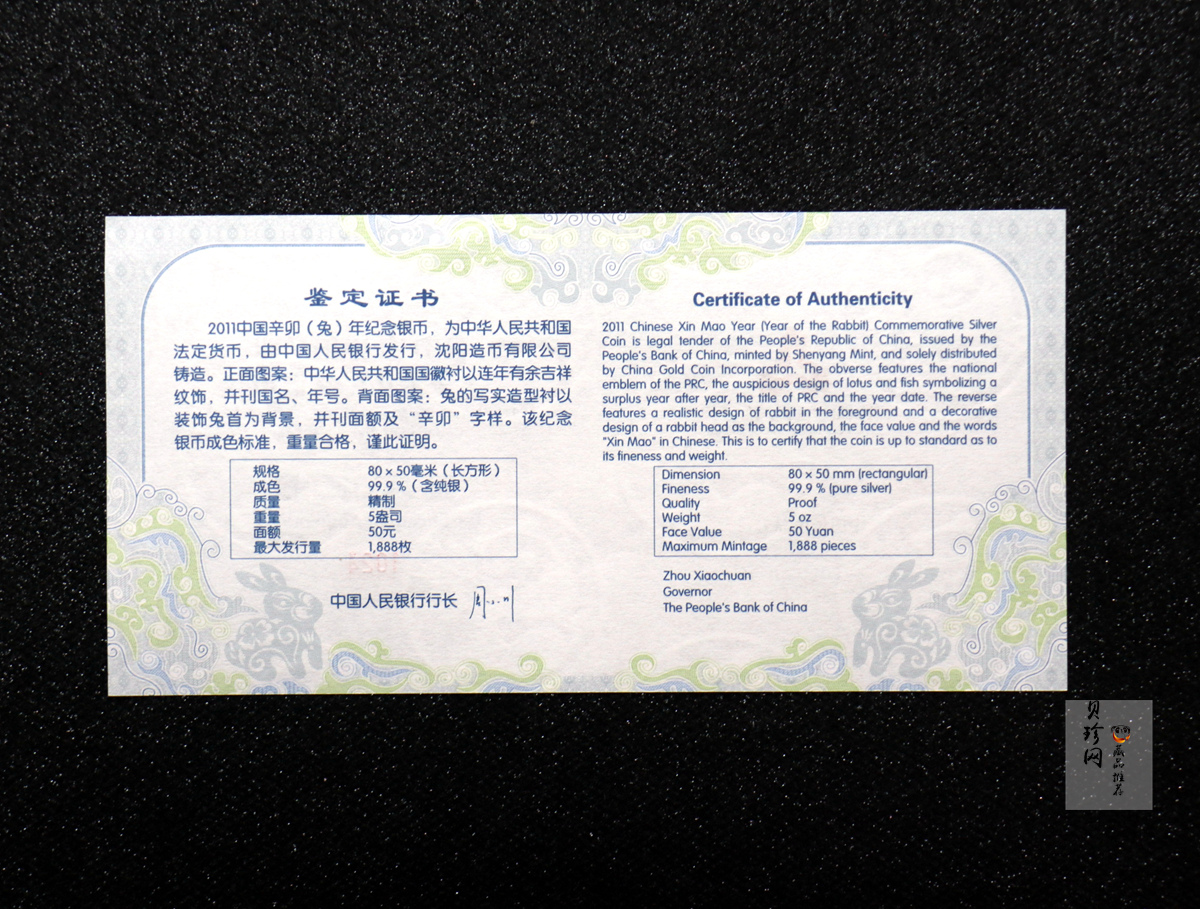 鉴定证书
2011中国辛卯（兔）年纪念银币，为中华人民共和国
法定货币，由中国人民银行发行，沈阳造币有限公司
铸造。正面图案：中华人民共和国国徽衬以连年有余吉祥
纹饰，并刊国名、年号。背面图案：兔的写实造型衬以
装饰兔首为背景，并刊面额及“辛卯”字样。该纪念
银币成色标准，重量合格，谨此证明。
规格 80×50毫米（长方形）
成色 99.9％（含纯银）
质量 精制
重量 5盎司
面额 50元
最大发行量 1,888枚
中国人民银行行长
Certificate of Authenticity
2011 Chinese Xin Mao Year (Year of the Rabbit) Commemorative Silver
Coin is legal tender of the People's Republic of China, issued by the
People's Bank of China, minted by Shenyang Mint, and solely distributed
by China Gold Coin Incorporation. The obverse features the national
emblem of the PRC, the auspicious design of lotus and fish symbolizing a
surplus year after year, the title of PRC and the year date. The reverse
features a realistic design of rabbit in the foreground and a decorative
design of a rabbit head as the background, the face value and the words
“Xin Mao” in Chinese. This is to certify that the coin is up to standard as to
its fineness and weight.
Dimension 80 × 50 mm (rectangular)
Fineness 99.9 % (pure silver)
Quality Proof
Weight 5 oz
Face Value 50 Yuan
Maximum Mintage 1,888 pieces
Zhou Xiaochuan
Governor
The People's Bank of China
贝珍网
藏品推荐